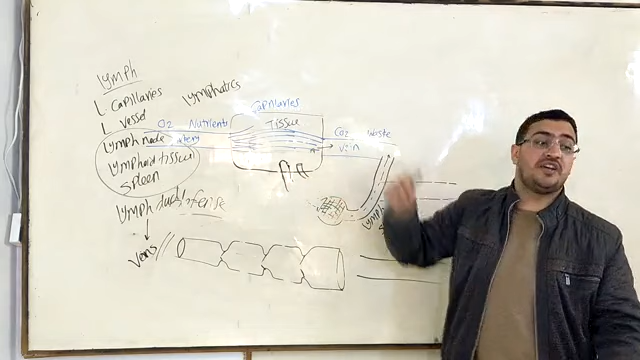 Lymph
L capillaries
L vessel
Lymph node
Lymphoid tissue
Spleen
Lymph duct
Veins
Lymphatics
Capillaries
O2 Nutrients
Tissue
CO2 Waste
artery
Vein
Lymph